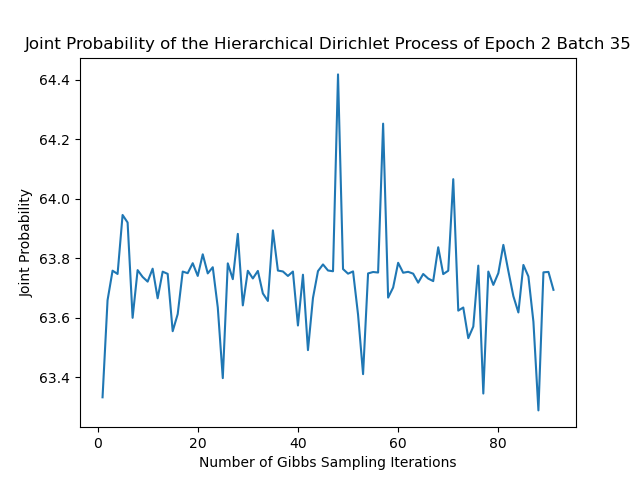 Joint Probability of the Hierarchical Dirichlet Process of Epoch 2 Batch 35
64.4
64.2
64.0
63.8
63.6
63.4
Joint Probability
0 20 40 60 80
Number of Gibbs Sampling Iterations